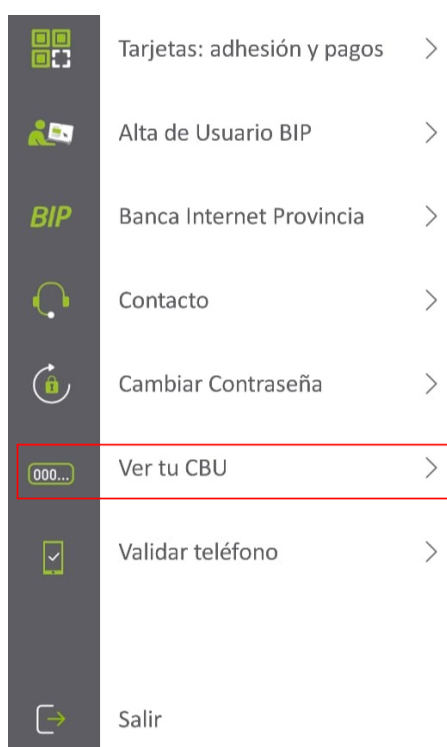 Tarjetas: adhesión y pagos
Alta de Usuario BIP
BIP Banca Internet Provincia
Contacto
Cambiar Contraseña
000... Ver tu CBU
Validar teléfono
Salir